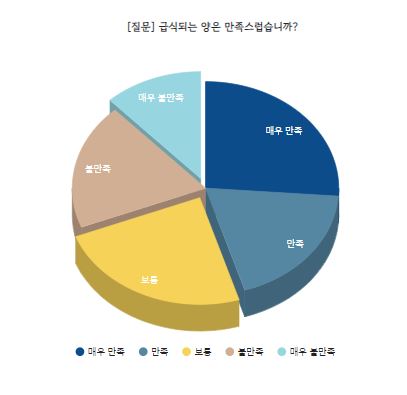 [질문] 급식되는 양은 만족스럽습니까?
매우 불만족
매우 만족
불만족
만족
보통
매우 만족 만족 보통 불만족 매우 불만족